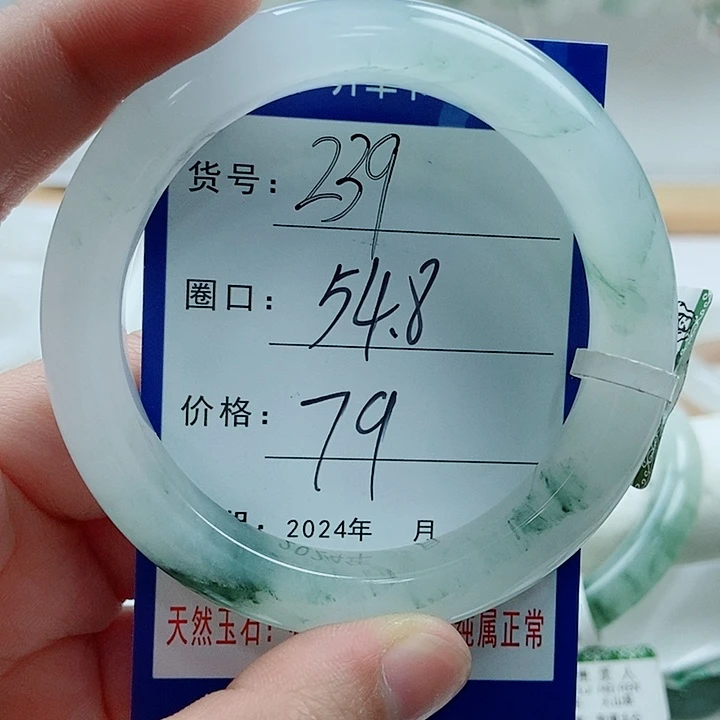 货号: 239
圈口: 54.8
价格: 79
2024年 月
天然玉石: 纯属正常